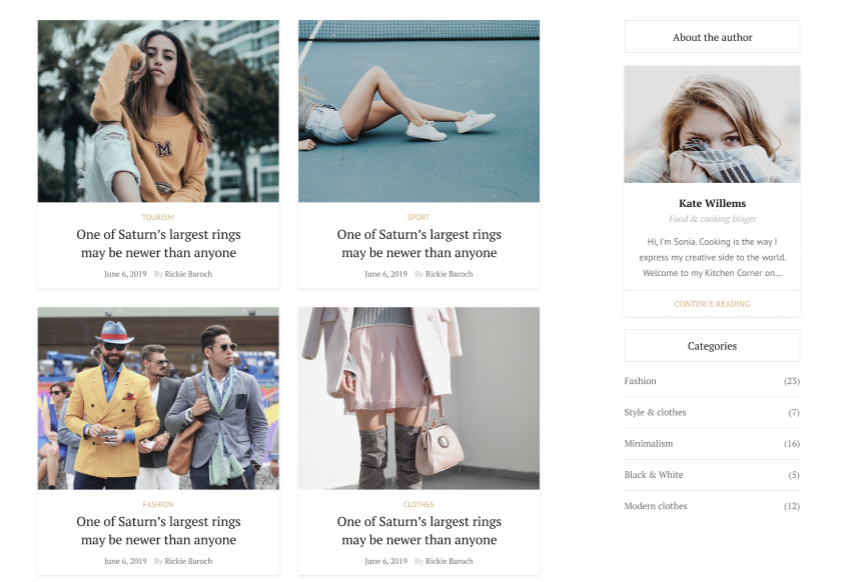 M
TOURISM
One of Saturn’s largest rings
may be newer than anyone
June 6, 2019 By Rickie Baroch
SPORT
One of Saturn’s largest rings
may be newer than anyone
June 6, 2019 By Rickie Baroch
FASHION
One of Saturn’s largest rings
may be newer than anyone
June 6, 2019 By Rickie Baroch
CLOTHES
One of Saturn’s largest rings
may be newer than anyone
June 6, 2019 By Rickie Baroch
About the author
Kate Willems
Food & cooking bloger
Hi, I'm Sonia. Cooking is the way I
express my creative side to the world.
Welcome to my Kitchen Corner on...
CONTINUE READING
Categories
Fashion (23)
Style & clothes (7)
Minimalism (16)
Black & White (5)
Modern clothes (12)